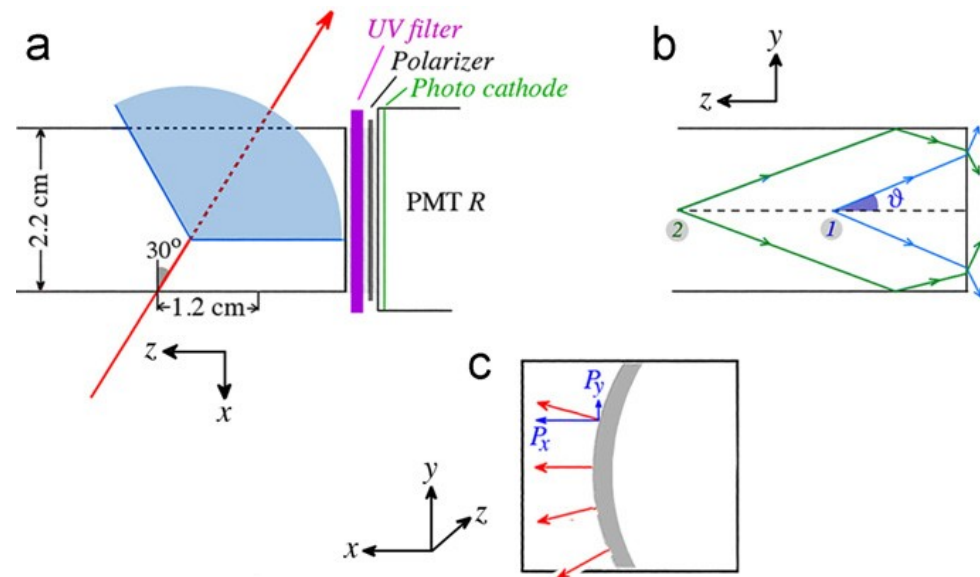 a
UV filter
Polarizer
Photo cathode
2.2 cm
30°
1.2 cm
PMT R
z
x
b
y
z
2
1
ϑ
c
Py
Px
y
z
x